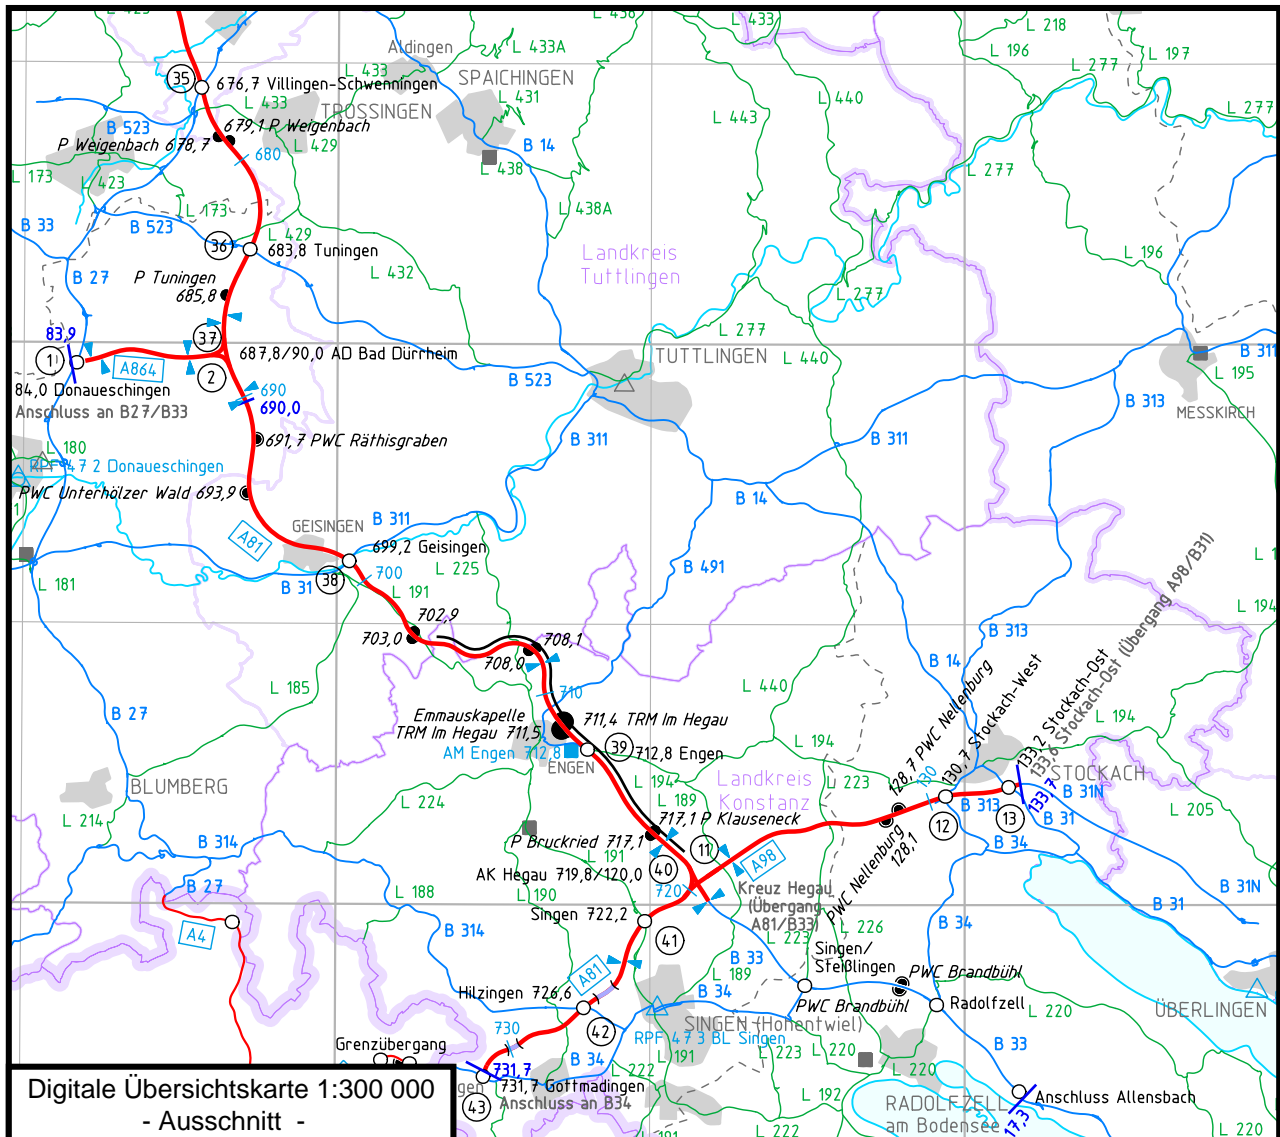 L 433
L 218
L 196
L 197
Aldingen
L 433A
L 277
L 433
SPAICHINGEN
35
676,7 Villingen-Schwenningen
L 431
L 440
L 433
TROSSINGEN
L 443
L 277
B 523
679,1 P Weigenbach
P Weigenbach 678,7
L 429
B 14
680
L 438
L 277
L 173
L 423
L 173
L 438A
B 33
B 523
L 429
36
683,8 Tuningen
Landkreis
Tuttlingen
L 196
B 27
P Tuningen
685,8
L 432
L 277
83,9
37
L 277
1
A864
2
687,8/90,0 AD Bad Dürrheim
TUTTLINGEN
L 440
B 311
84,0 Donaueschingen
Anschluss an B27/B33
690
690,0
B 523
L 195
B 313
MESSKIRCH
L 180
691,7 PWC Räthisgraben
B 311
B 311
RPF 47 2 Donaueschingen
PWC Unterhölzer Wald 693,9
B 14
GEISINGEN
B 311
A81
699,2 Geisingen
L 181
38
B 31
700
L 225
L 191
B 491
702,9
703,0
708,1
708,0
L 194
B 313
B 14
L 185
710
L 440
B 27
Emmauskapelle
TRM Im Hegau 711,5
711,4 TRM Im Hegau
AM Engen 712,8
39
712,8 Engen
ENGEN
L 194
L 194
128,7 PWC Nellenburg
130,7 Stockach-West
133,2 Stockach-Ost
133,6 Stockach-Ost (Übergang A98/B31)
BLUMBERG
L 194
Landkreis
Konstanz
L 223
130
STOCKACH
L 224
L 189
B 313
133,7
B 31N
L 205
L 214
717,1 P Klauseneck
12
13
B 31
B 314
P Bruckried 717,1
L 191
11
PWC Nellenburg
128,1
B 34
AK Hegau 719,8/120,0
40
A98
B 27
L 188
L 190
720
Kreuz Hegau
(Übergang
A81/B33)
B 31N
B 31
A4
Singen 722,2
B 314
41
L 223
L 226
B 34
Singen/
Steißlingen
A81
L 189
B 33
PWC Brandbühl
Hilzingen 726,6
B 34
PWC Brandbühl
Radolfzell
L 220
ÜBERLINGEN
42
SINGEN (Hohentwiel)
730
RPF 47 3 BL Singen
Grenzübergang
B 34
L 191
L 223
L 220
B 33
L 222
L 220
731,7
731,7 Gottmadingen
Anschluss an B34
43
L 192
RADOLFZELL
am Bodensee
Anschluss Allensbach
17,3
L 222
L 220
Digitale Übersichtskarte 1:300 000
- Ausschnitt -